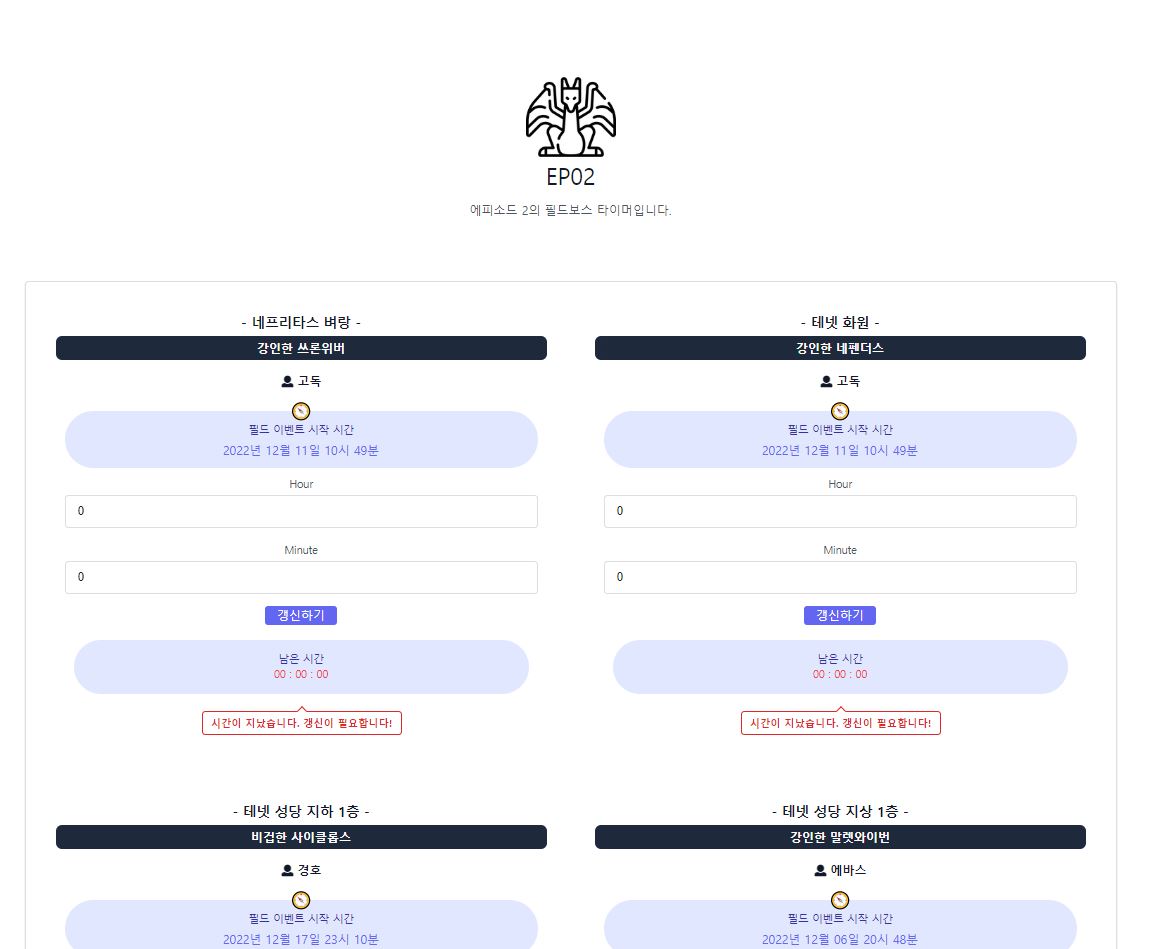 EP02
에피소드 2의 필드보스 타이머입니다.
- 네프리타스 벼랑 -
강인한 쓰론위버
고독
필드 이벤트 시작 시간
2022년 12월 11일 10시 49분
Hour
0
Minute
0
갱신하기
남은 시간
00 : 00 : 00
시간이 지났습니다. 갱신이 필요합니다!
- 테넷 화원 -
강인한 네펜더스
고독
필드 이벤트 시작 시간
2022년 12월 11일 10시 49분
Hour
0
Minute
0
갱신하기
남은 시간
00 : 00 : 00
시간이 지났습니다. 갱신이 필요합니다!
- 테넷 성당 지하 1층 -
비겁한 사이클롭스
경호
필드 이벤트 시작 시간
2022년 12월 17일 23시 10분
- 테넷 성당 지상 1층 -
강인한 말렛와이번
에바스
필드 이벤트 시작 시간
2022년 12월 06일 20시 48분